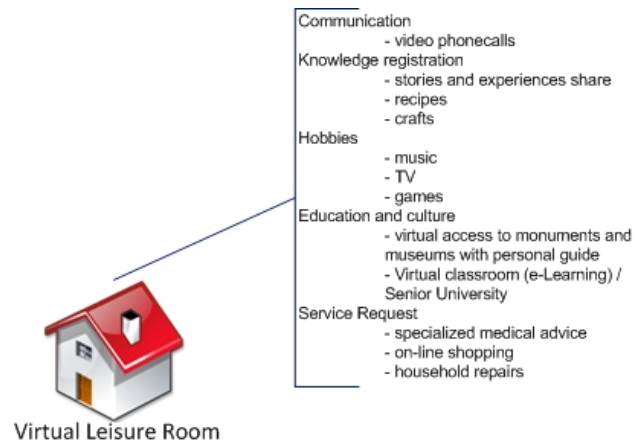 Communication
- video phonecalls
Knowledge registration
- stories and experiences share
- recipes
- crafts
Hobbies
- music
- TV
- games
Education and culture
- virtual access to monuments and
museums with personal guide
- Virtual classroom (e-Learning) /
Senior University
Service Request
- specialized medical advice
- on-line shopping
- household repairs
Virtual Leisure Room